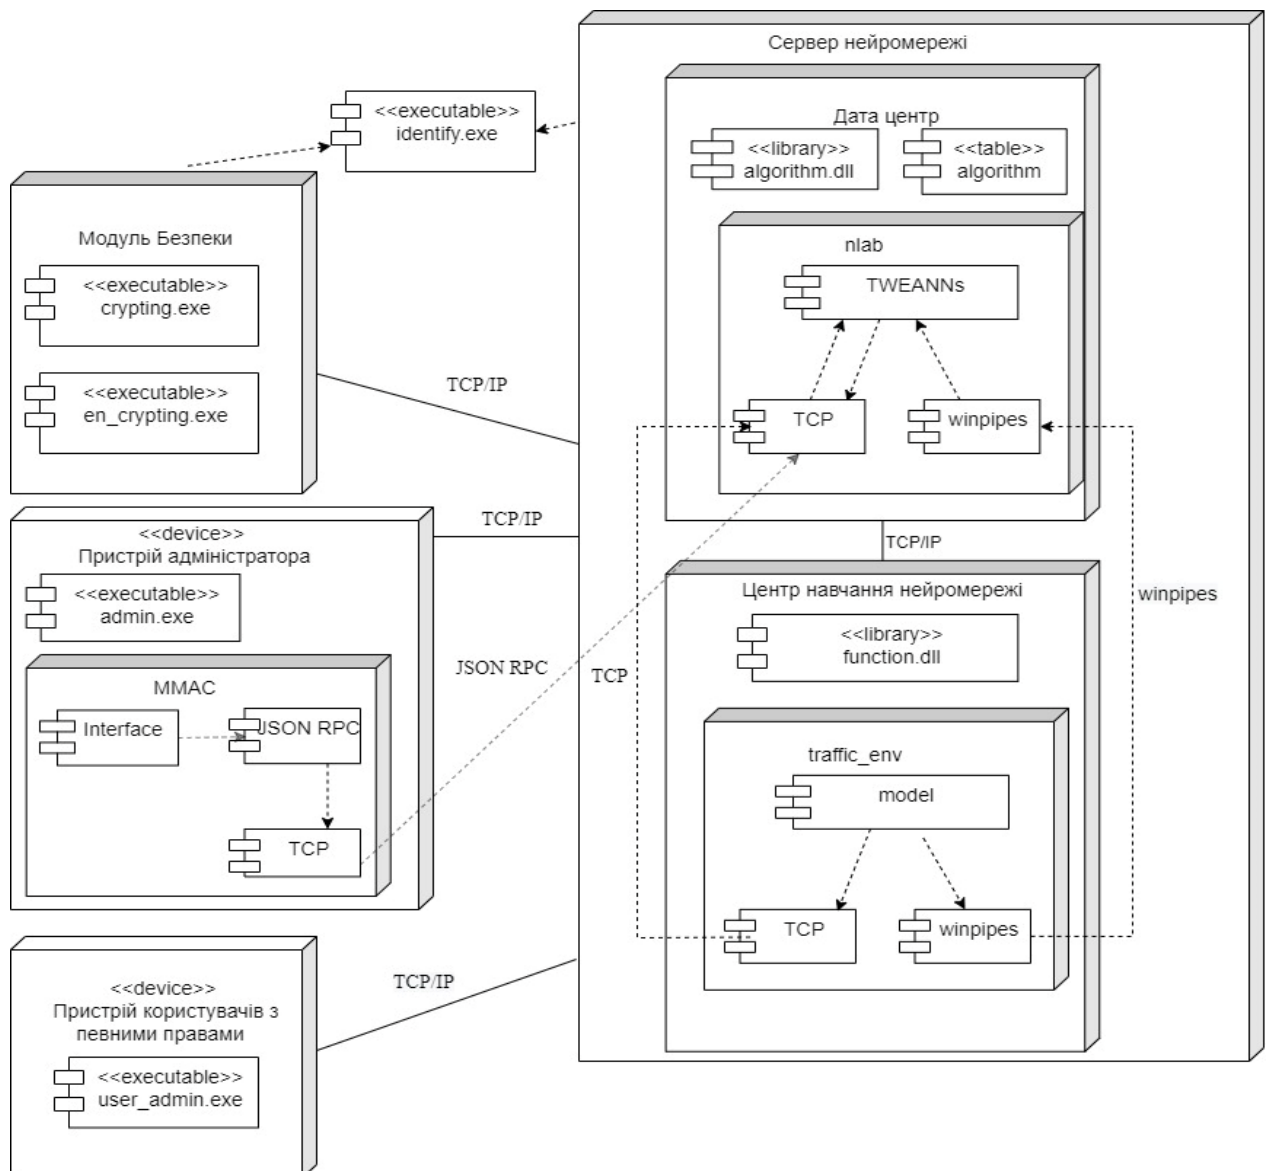 Сервер нейромережі
<<executable>>
identify.exe
Дата центр
<<library>>
algorithm.dll
<<table>>
algorithm
Модуль Безпеки
<<executable>>
crypting.exe
<<executable>>
en_crypting.exe
nlab
TWEANNs
TCP
winpipes
TCP/IP
<<device>>
Пристрій адміністратора
<<executable>>
admin.exe
MMAC
Interface
JSON RPC
TCP
TCP/IP
JSON RPC
TCP
TCP/IP
winpipes
Центр навчання нейромережі
<<library>>
function.dll
traffic_env
model
TCP
winpipes
<<device>>
Пристрій користувачів з
певними правами
<<executable>>
user_admin.exe
TCP/IP